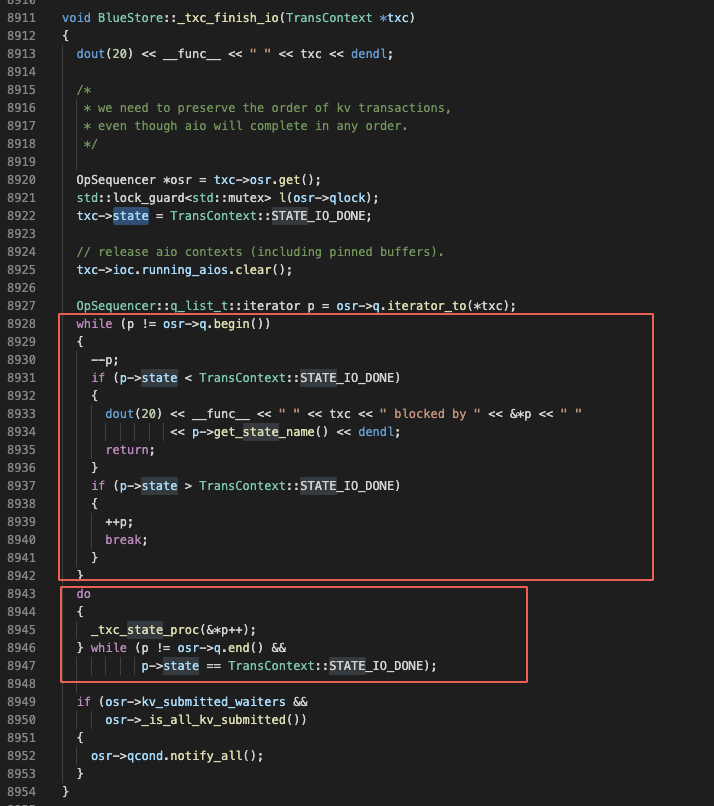 8910
8911 void BlueStore::_txc_finish_io(TransContext *txc)
8912 {
8913   dout(20) << __func__ << " " << txc << dendl;
8914
8915   /*
8916    * we need to preserve the order of kv transactions,
8917    * even though aio will complete in any order.
8918    */
8919
8920   OpSequencer *osr = txc->osr.get();
8921   std::lock_guard<std::mutex> l(osr->qlock);
8922   txc->state = TransContext::STATE_IO_DONE;
8923
8924   // release aio contexts (including pinned buffers).
8925   txc->ioc.running_aios.clear();
8926
8927   OpSequencer::q_list_t::iterator p = osr->q.iterator_to(*txc);
8928   while (p != osr->q.begin())
8929   {
8930     --p;
8931     if (p->state < TransContext::STATE_IO_DONE)
8932     {
8933       dout(20) << __func__ << " " << txc << " blocked by " << &*p << " "
8934                << p->get_state_name() << dendl;
8935       return;
8936     }
8937     if (p->state > TransContext::STATE_IO_DONE)
8938     {
8939       ++p;
8940       break;
8941     }
8942   }
8943   do
8944   {
8945     _txc_state_proc(&*p++);
8946   } while (p != osr->q.end() &&
8947            p->state == TransContext::STATE_IO_DONE);
8948
8949   if (osr->kv_submitted_waiters &&
8950       osr->_is_all_kv_submitted())
8951   {
8952     osr->qcond.notify_all();
8953   }
8954 }